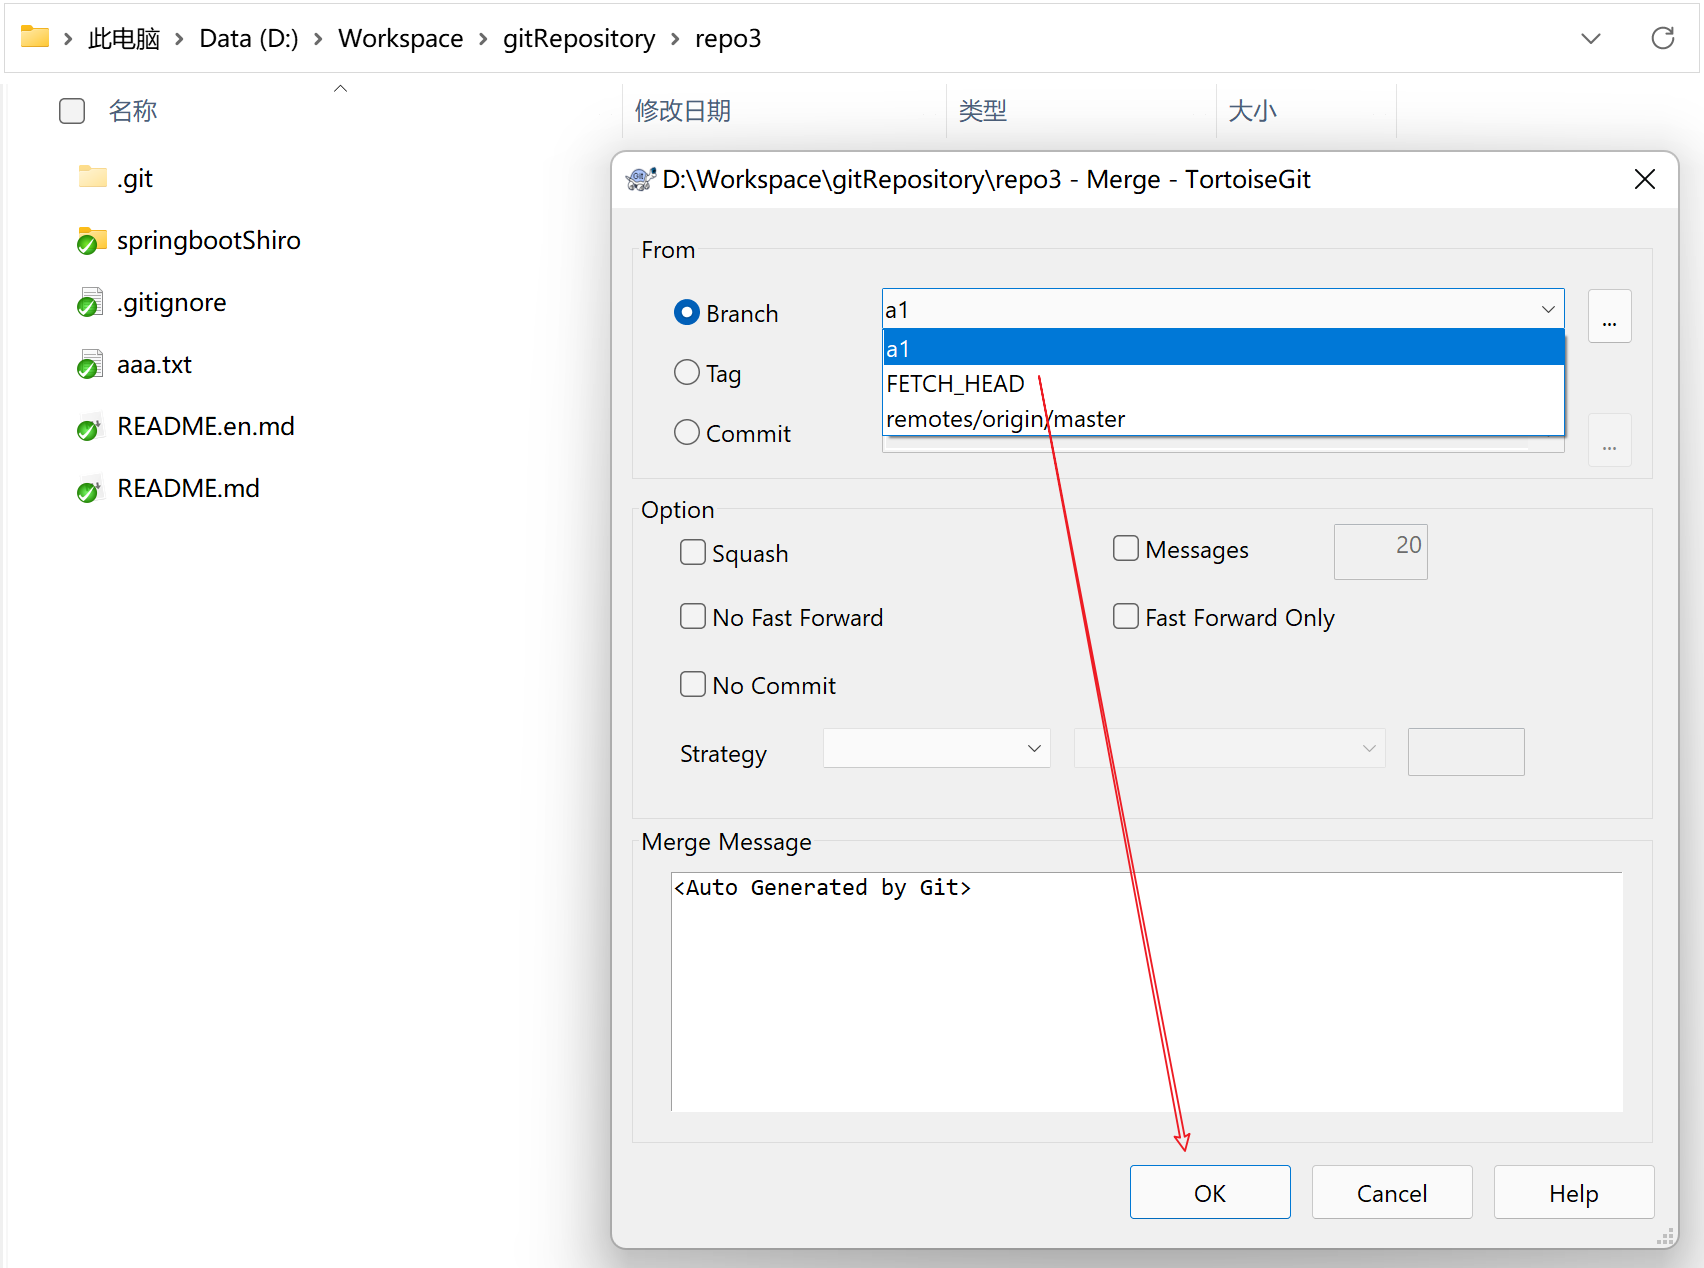 此电脑 > Data (D:) > Workspace > gitRepository > repo3
名称 修改日期 类型 大小
.git
springbootShiro
.gitignore
aaa.txt
README.en.md
README.md
D:\Workspace\gitRepository\repo3 - Merge - TortoiseGit
From
Branch a1 ...
a1
Tag
FETCH_HEAD
remotes/origin/master
Commit ...
Option
Squash Messages 20
No Fast Forward Fast Forward Only
No Commit
Strategy
Merge Message
<Auto Generated by Git>
OK Cancel Help